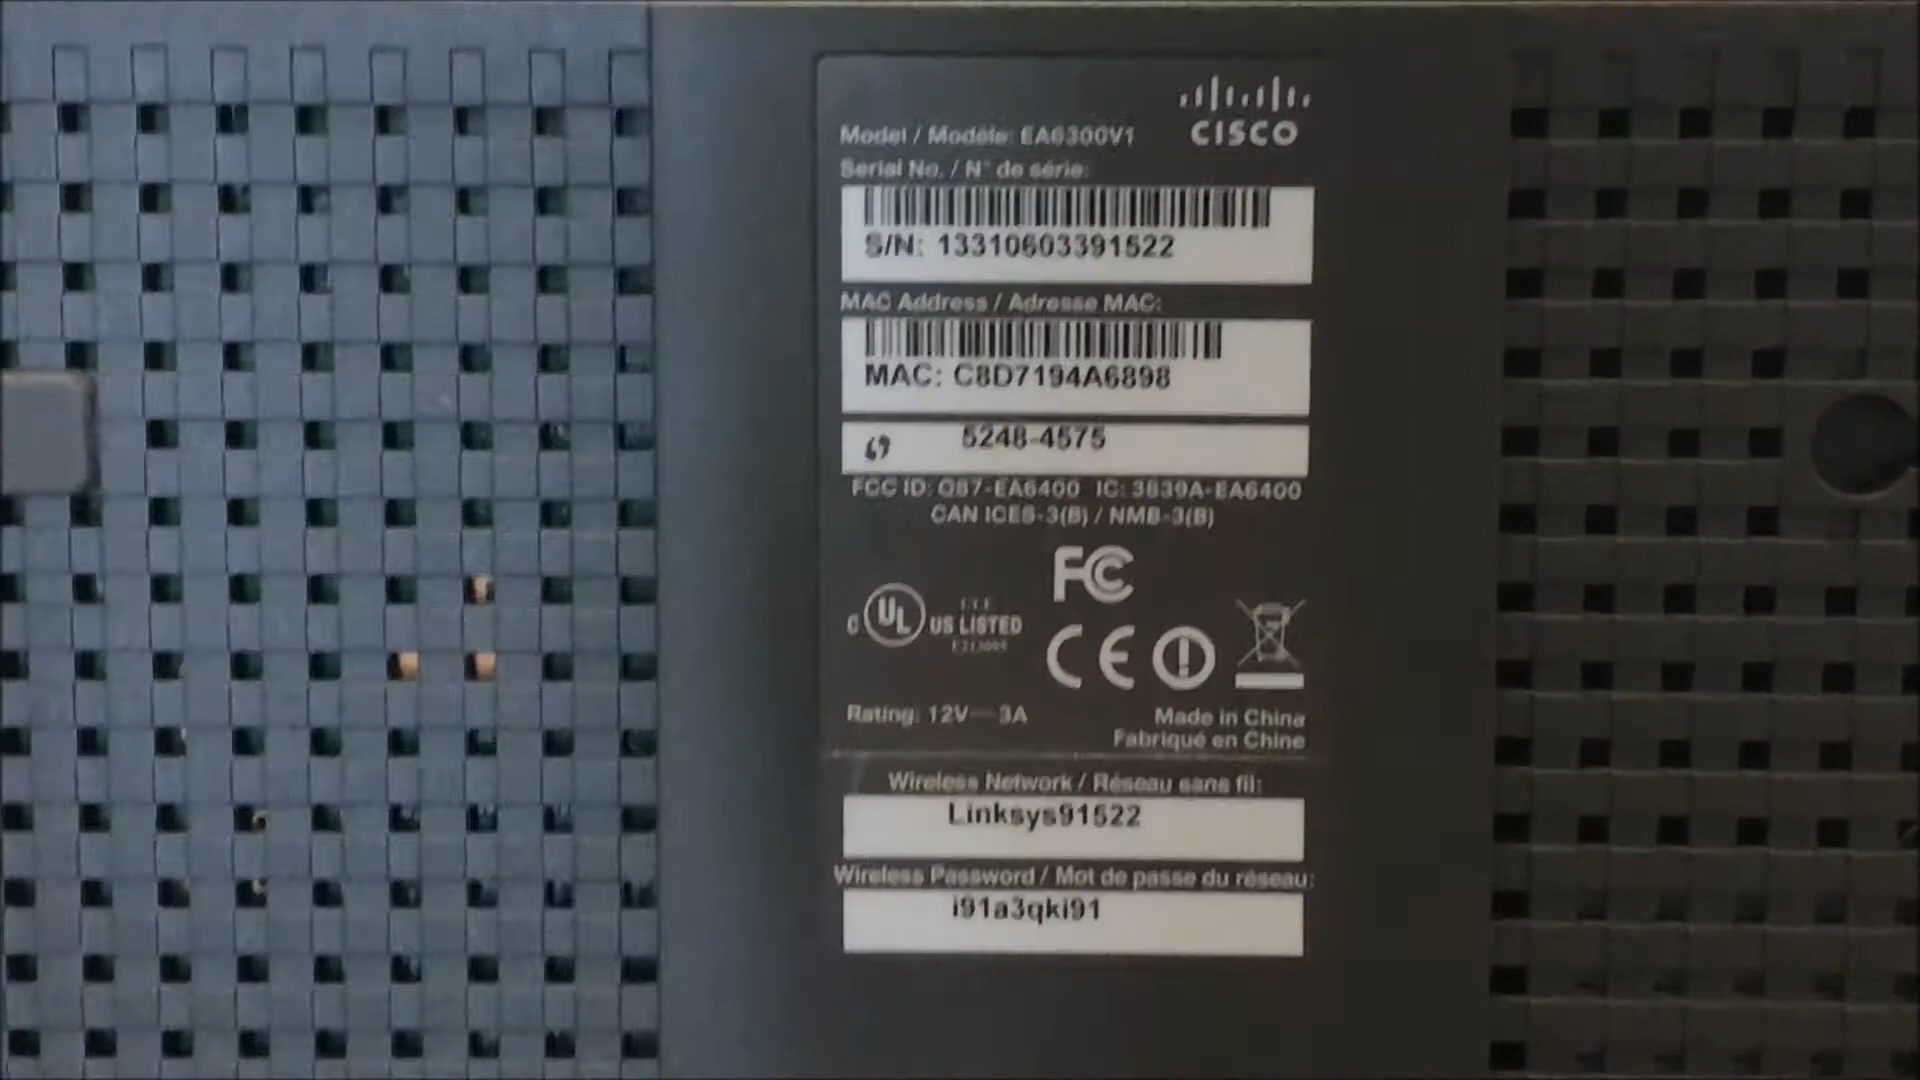 CISCO
Model / Modèle: EA6300V1
Serial No. / N° de série:
S/N: 13310603391522
MAC Address / Adresse MAC:
MAC: C8D7194A6898
5248-4575
FCC ID: Q87-EA6400 IC: 3839A-EA6400
CAN ICES-3(B) / NMB-3(B)
FC
C UL US LISTED
CE
Rating: 12V 3A
Made in China
Fabriqué en Chine
Wireless Network / Réseau sans fil:
Linksys91522
Wireless Password / Mot de passe du réseau:
i91a3qki91